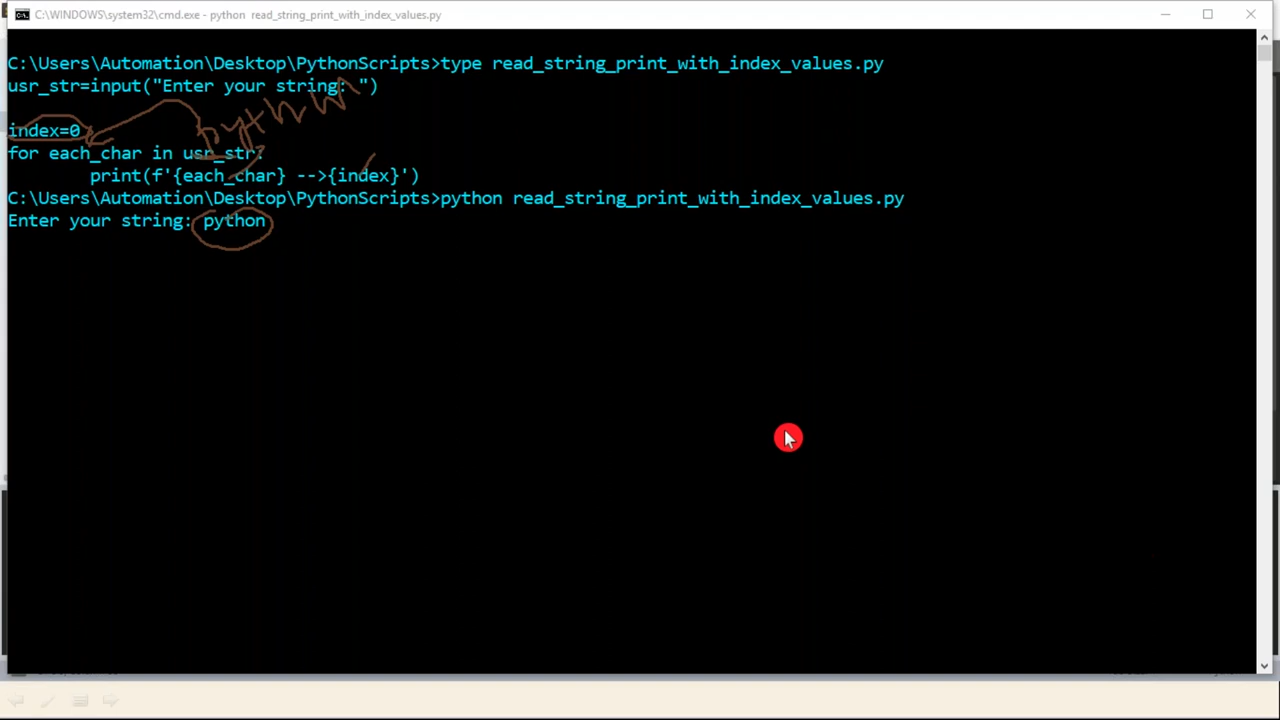 C:\WINDOWS\system32\cmd.exe - python  read_string_print_with_index_values.py
C:\Users\Automation\Desktop\PythonScripts>type read_string_print_with_index_values.py
usr_str=input("Enter your string: ")
python
index=0
for each_char in usr_str:
        print(f'{each_char} -->{index}')
C:\Users\Automation\Desktop\PythonScripts>python read_string_print_with_index_values.py
Enter your string: python